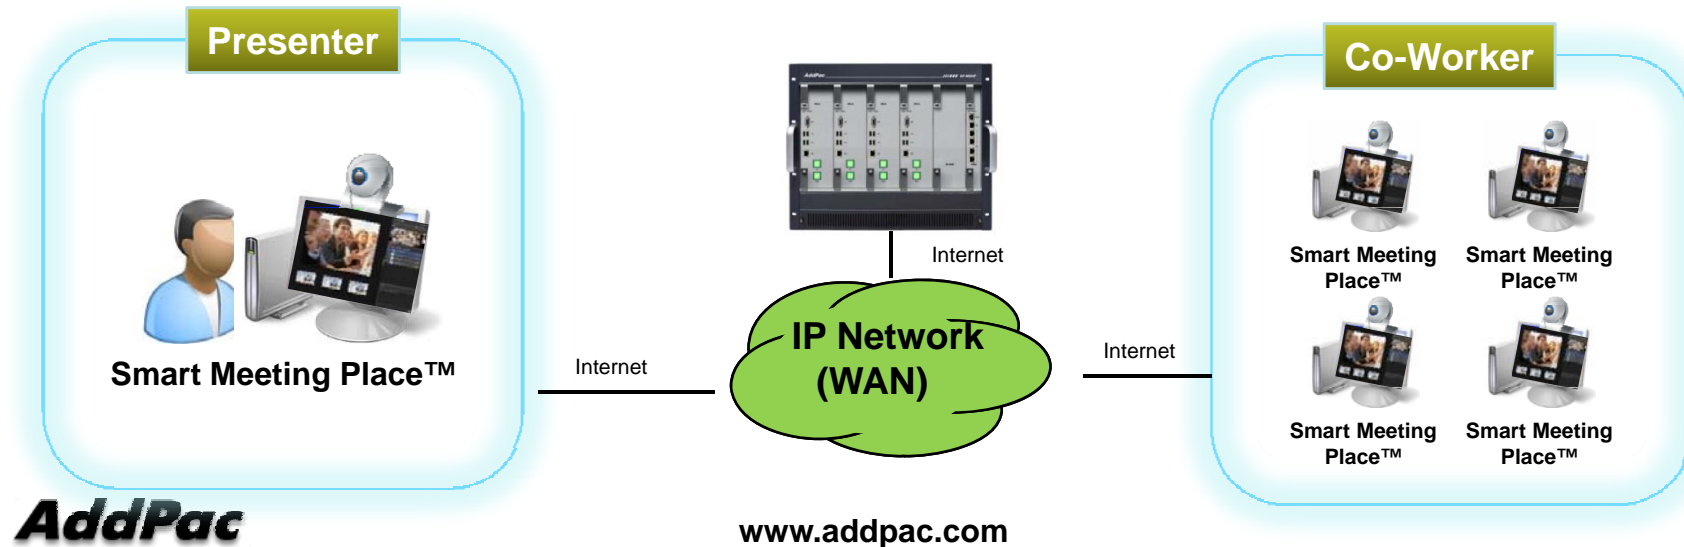 Presenter
Co-Worker
AddPac
Internet
Smart Meeting
Place™
Smart Meeting
Place™
IP Network
(WAN)
Internet
Internet
Smart Meeting Place™
Smart Meeting
Place™
Smart Meeting
Place™
AddPac
www.addpac.com